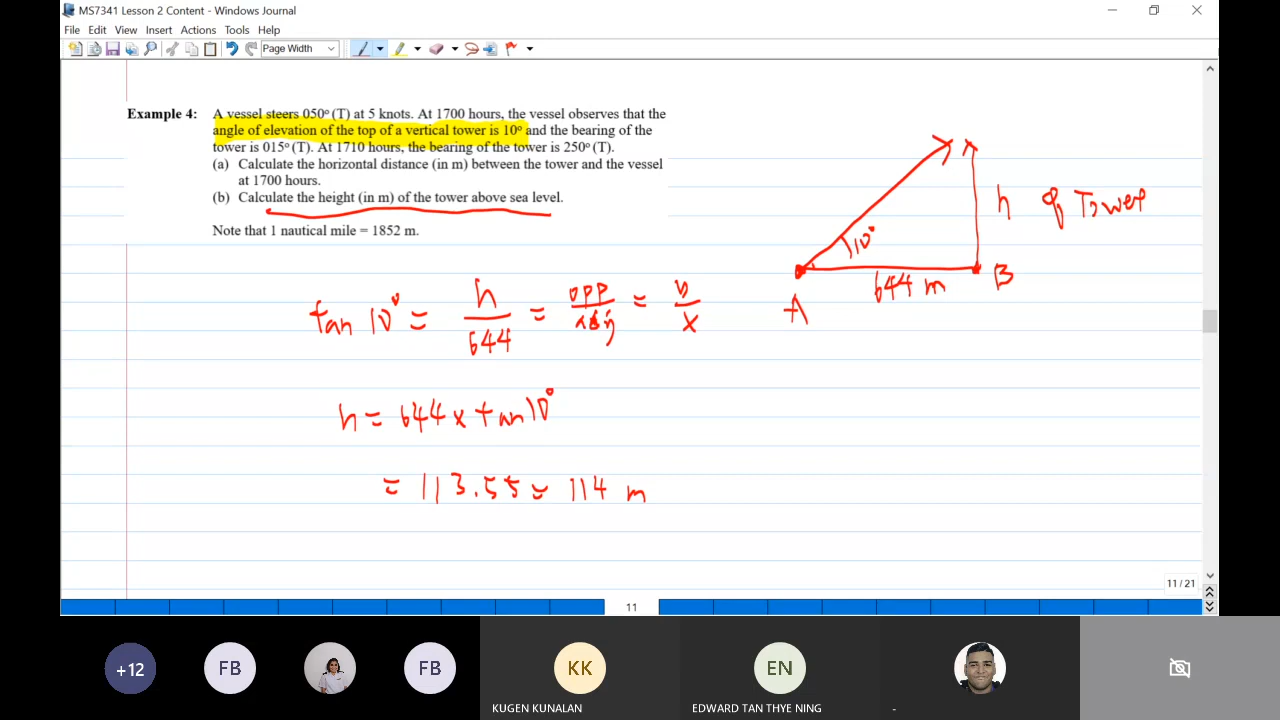 MS7341 Lesson 2 Content - Windows Journal
File Edit View Insert Actions Tools Help
Page Width
Example 4: A vessel steers 050° (T) at 5 knots. At 1700 hours, the vessel observes that the
angle of elevation of the top of a vertical tower is 10° and the bearing of the
tower is 015° (T). At 1710 hours, the bearing of the tower is 250° (T).
(a) Calculate the horizontal distance (in m) between the tower and the vessel
at 1700 hours.
(b) Calculate the height (in m) of the tower above sea level.
Note that 1 nautical mile = 1852 m.
h of Tower
10°
644 m
A
B
tan 10° = h/644 = opp/adj = /x
h = 644 x tan 10°
= 113.55 = 114 m
11 / 21
11
+12
FB
FB
KK
EN
KUGEN KUNALAN
EDWARD TAN THYE NING
-